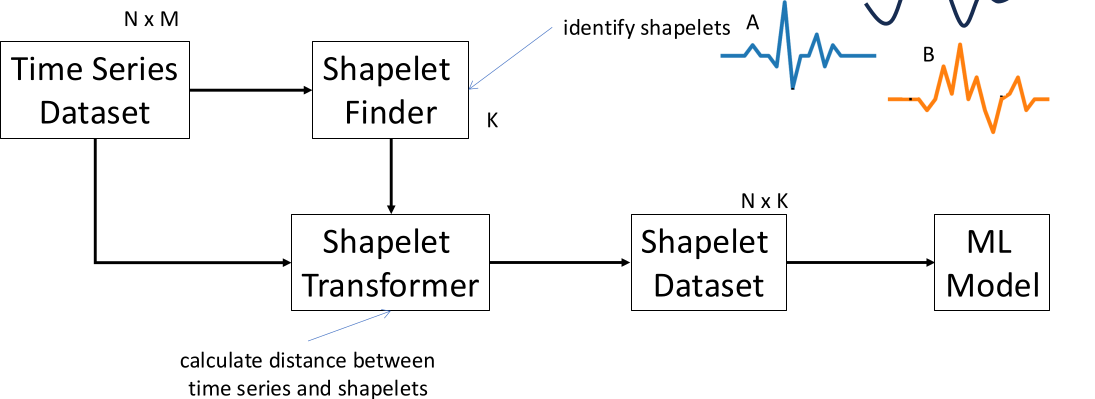 N x M
identify shapelets
A
B
Time Series
Dataset
Shapelet
Finder
K
N x K
Shapelet
Transformer
Shapelet
Dataset
ML
Model
calculate distance between
time series and shapelets